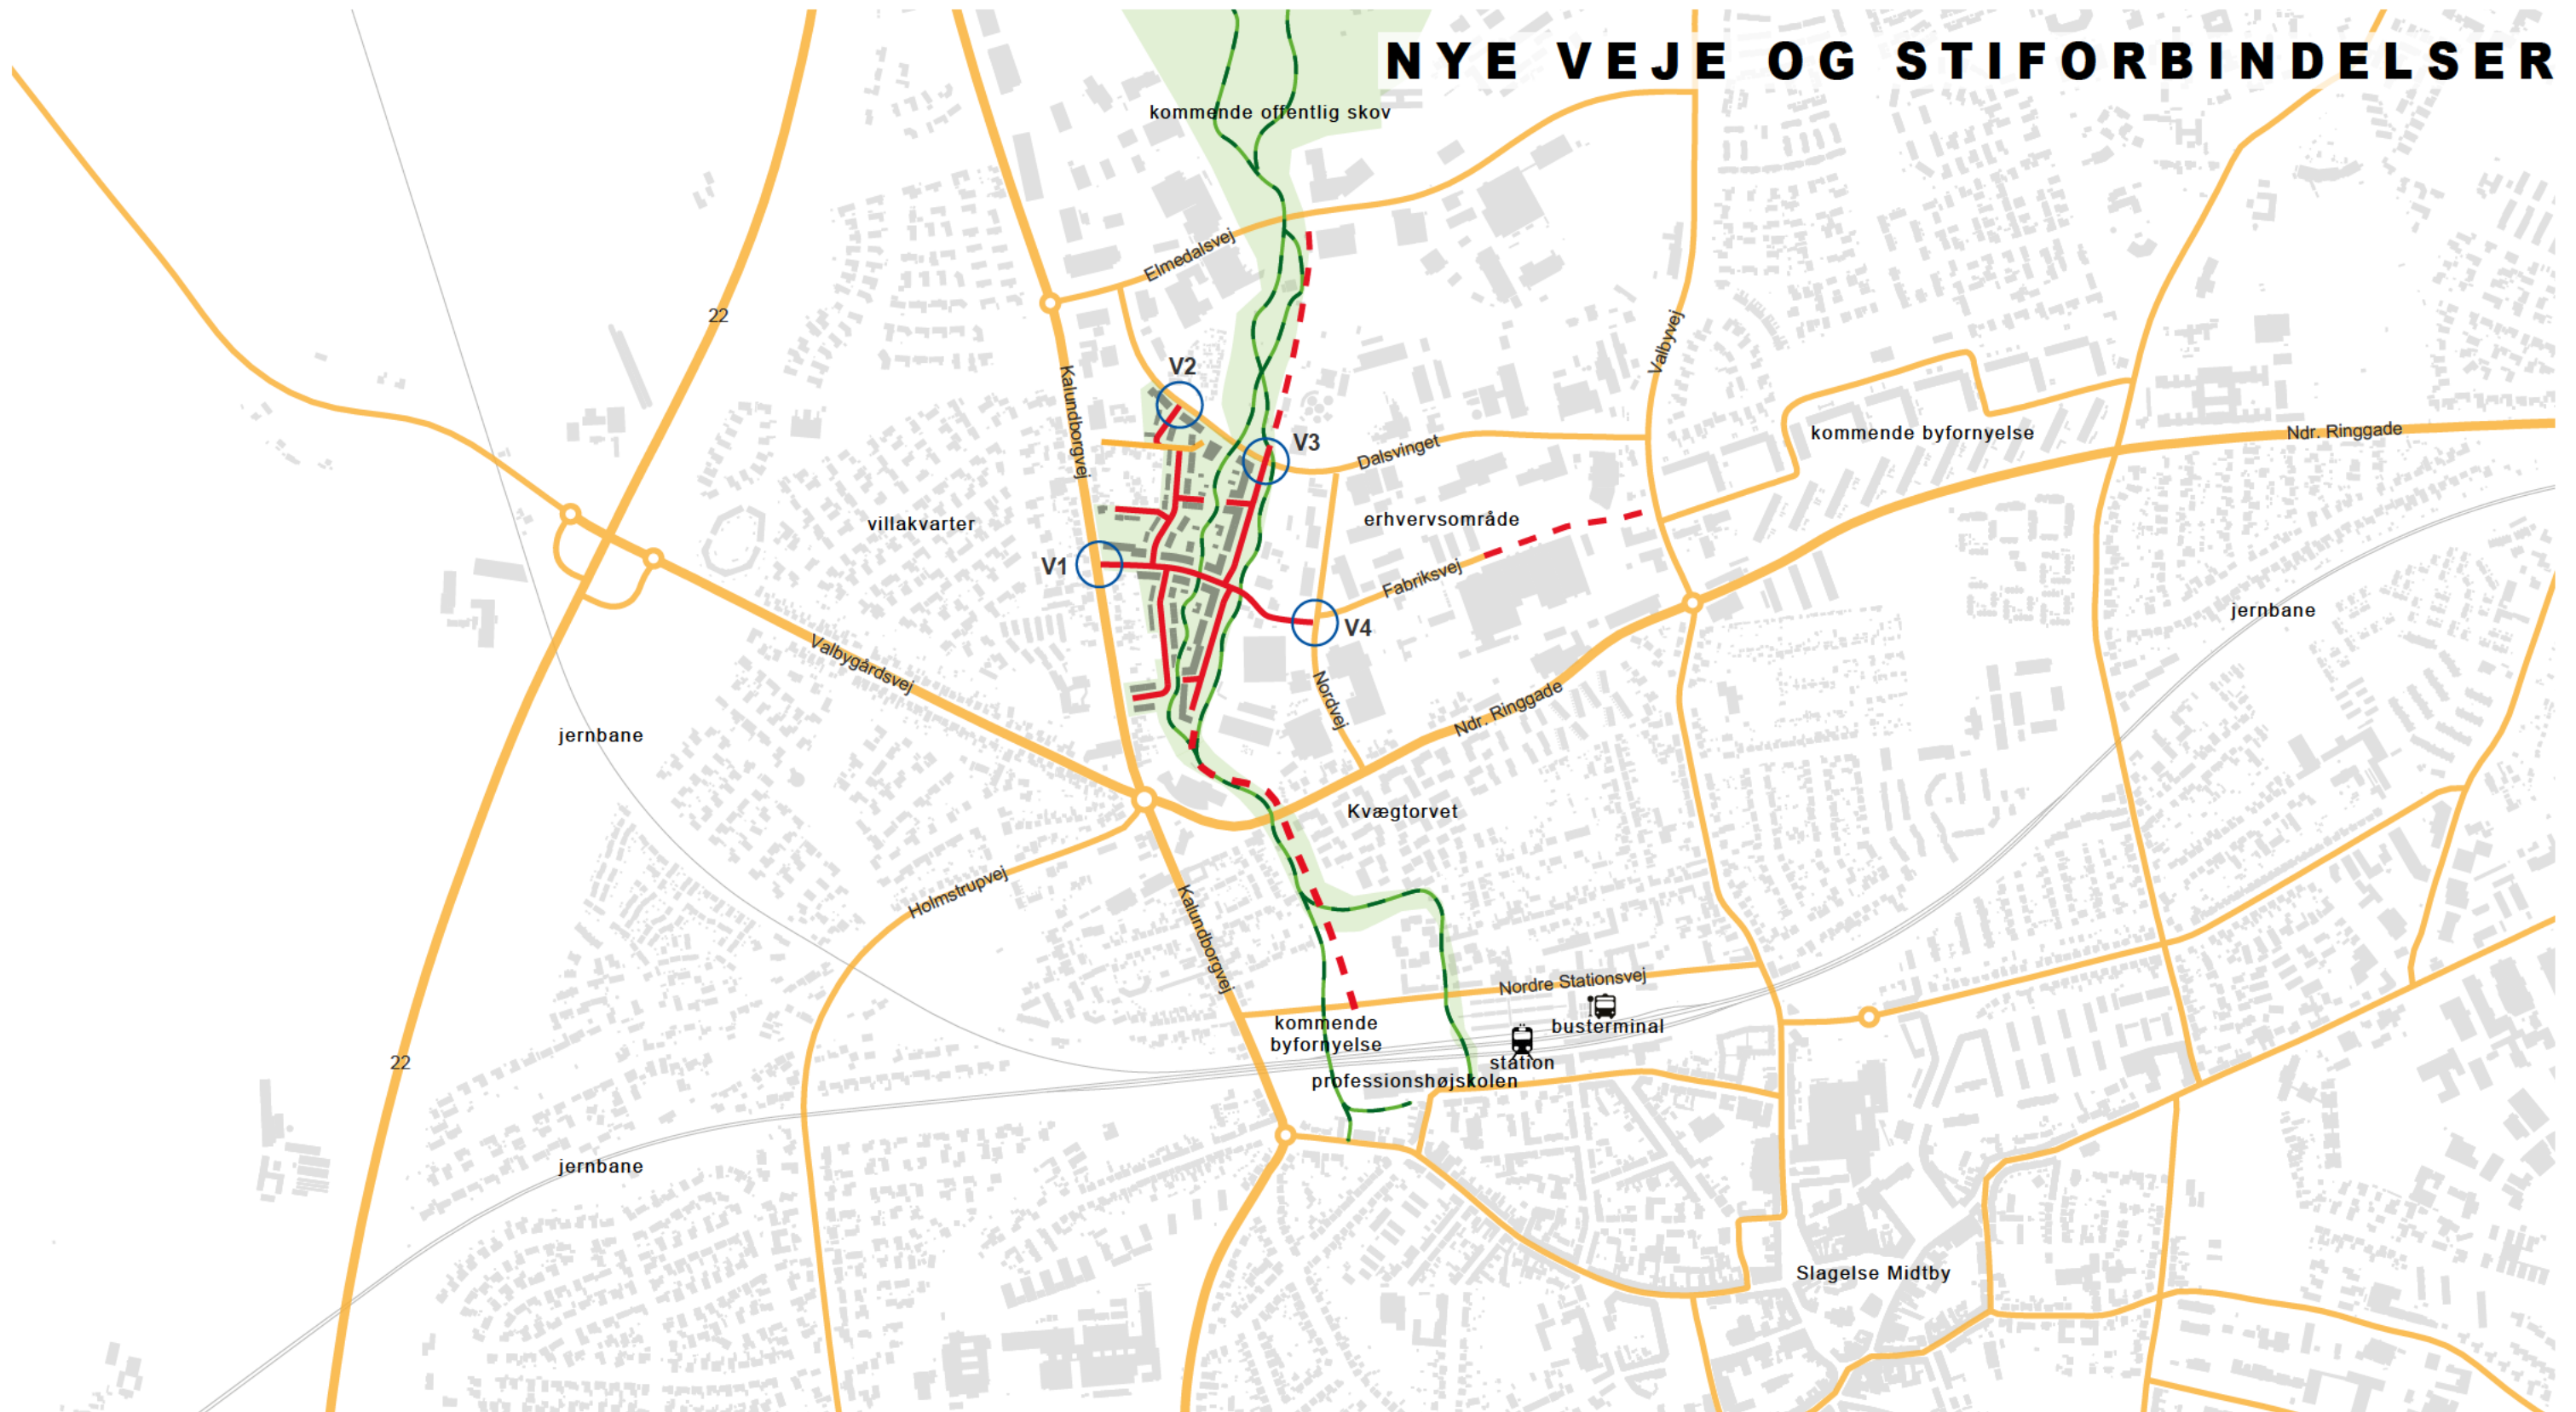 NYE VEJE OG STIFORBINDELSER
kommende offentlig skov
Elmedalsvej
22
Valbyvej
V2
Kalundborgvej
V3
Dalsvinget
kommende byfornyelse
Ndr. Ringgade
villakvarter
erhvervsområde
V1
Fabriksvej
jernbane
V4
Valbygårdsvej
Nordvej
Ndr. Ringgade
jernbane
Kvægtorvet
Holmstrupvej
Kalundborgvej
Nordre Stationsvej
kommende
byfornyelse
busterminal
station
22
professionshøjskolen
jernbane
Slagelse Midtby